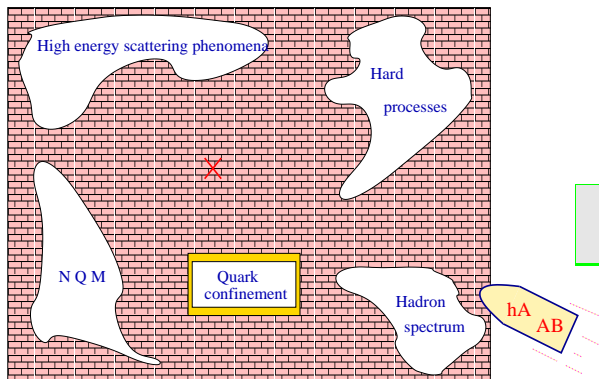 High energy scattering phenomena
Hard
processes
N Q M
Quark
confinement
Hadron
spectrum
hA
AB